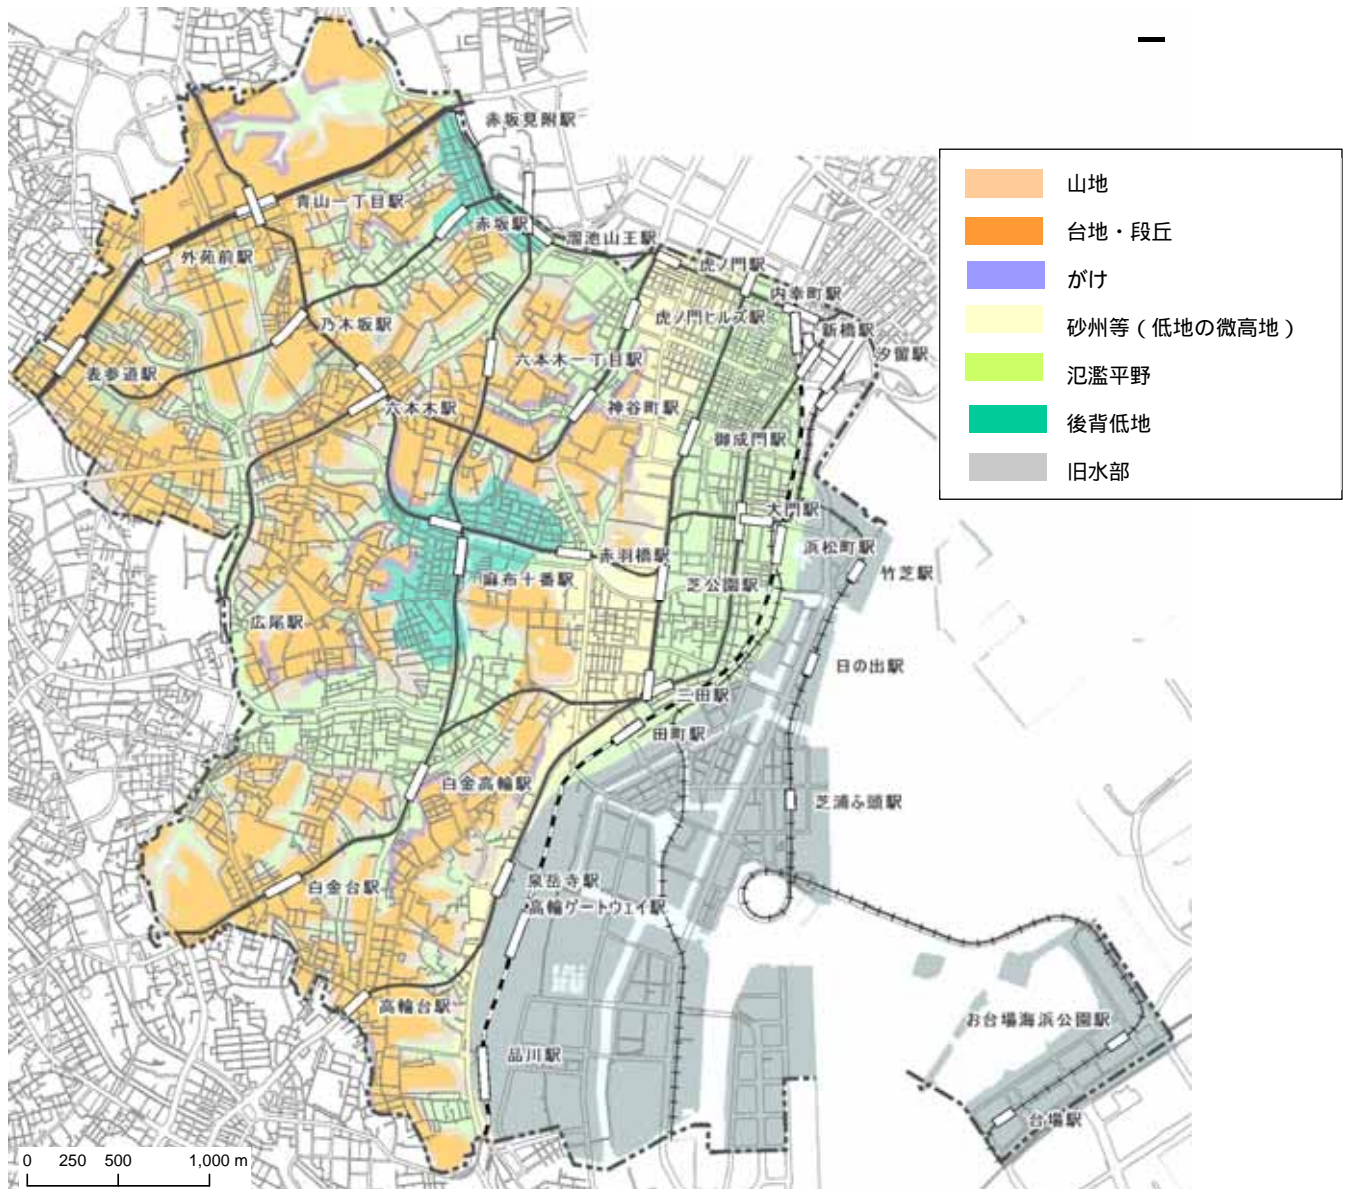 赤坂見附駅
山地
台地・段丘
がけ
砂州等（低地の微高地）
氾濫平野
後背低地
旧水部
青山一丁目駅
赤坂駅
溜池山王駅
外苑前駅
虎ノ門駅
内幸町駅
虎ノ門ヒルズ駅
新橋駅
乃木坂駅
汐留駅
六本木一丁目駅
表参道駅
六本木駅
神谷町駅
御成門駅
大門駅
浜松町駅
赤羽橋駅
麻布十番駅
芝公園駅
竹芝駅
広尾駅
日の出駅
三田駅
田町駅
白金高輪駅
芝浦ふ頭駅
泉岳寺駅
白金台駅
高輪ゲートウェイ駅
高輪台駅
お台場海浜公園駅
品川駅
台場駅
0 250 500 1,000 m